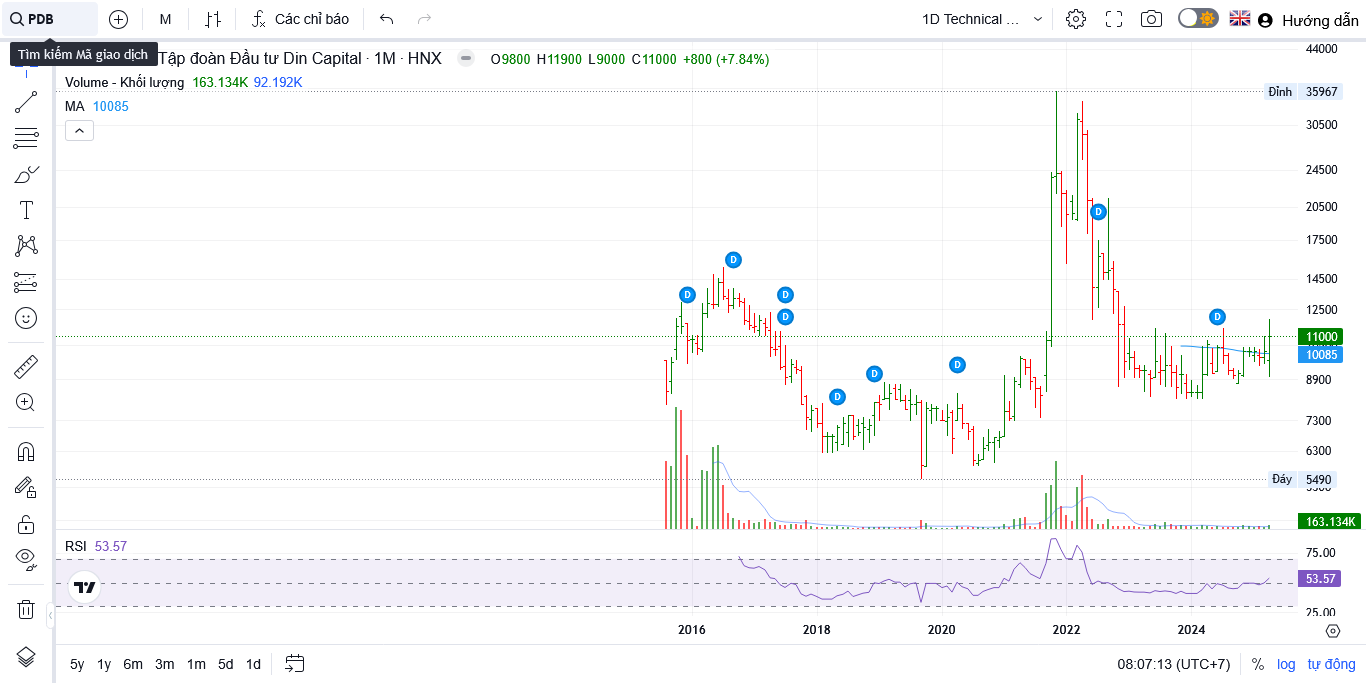 PDB
M
Các chỉ báo
1D Technical ...
Hướng dẫn
Tìm kiếm Mã giao dịch
Tập đoàn Đầu tư Din Capital · 1M · HNX
O9800 H11900 L9000 C11000 +800 (+7.84%)
Volume - Khối lượng 163.134K 92.192K
MA 10085
44000
Đỉnh 35967
30500
24500
20500
17500
14500
12500
11000
10085
8900
7300
6300
Đáy 5490
163.134K
D
D
D
D
D
D
D
D
D
RSI 53.57
75.00
53.57
25.00
2016 2018 2020 2022 2024
5y 1y 6m 3m 1m 5d 1d
08:07:13 (UTC+7)
% log tự động